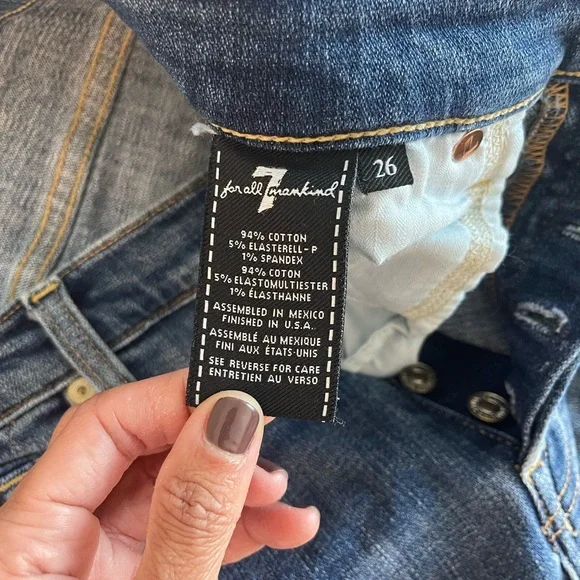 for all 7 mankind
26
94% COTTON
5% ELASTERELL-P
1% SPANDEX
94% COTON
5% ELASTOMULTIESTER
1% ÉLASTHANNE
ASSEMBLED IN MEXICO
FINISHED IN U.S.A.
ASSEMBLÉ AU MEXIQUE
FINI AUX ÉTATS-UNIS
SEE REVERSE FOR CARE
ENTRETIEN AU VERSO